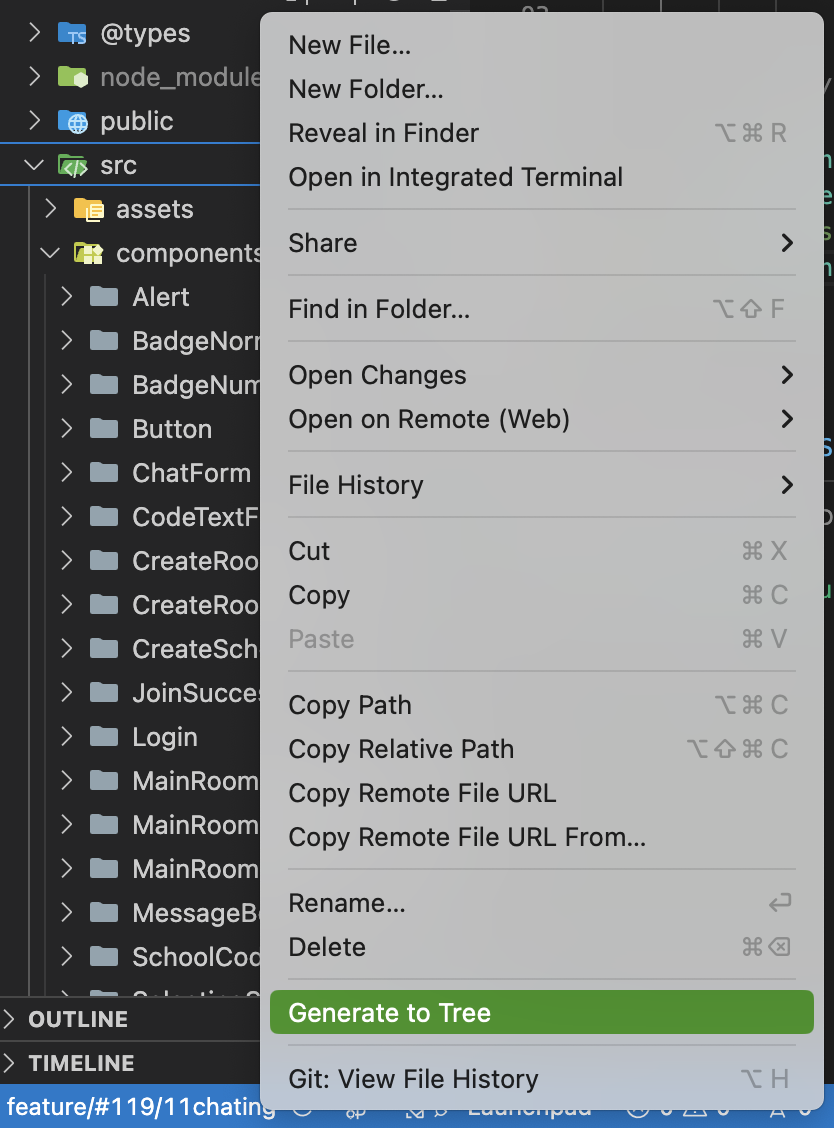 @types
node_module
public
src
assets
components
Alert
BadgeNorr
BadgeNum
Button
ChatForm
CodeTextF
CreateRoo
CreateRoo
CreateSch
JoinSucces
Login
MainRoom
MainRoom
MainRoom
MessageB
SchoolCod
OUTLINE
TIMELINE
feature/#119/11chating
New File...
New Folder...
Reveal in Finder ⌥⌘R
Open in Integrated Terminal
Share
Find in Folder... ⌥⇧F
Open Changes
Open on Remote (Web)
File History
Cut ⌘X
Copy ⌘C
Paste ⌘V
Copy Path ⌥⌘C
Copy Relative Path ⌥⇧⌘C
Copy Remote File URL
Copy Remote File URL From...
Rename... ↩
Delete ⌘⌫
Generate to Tree
Git: View File History ⌥H